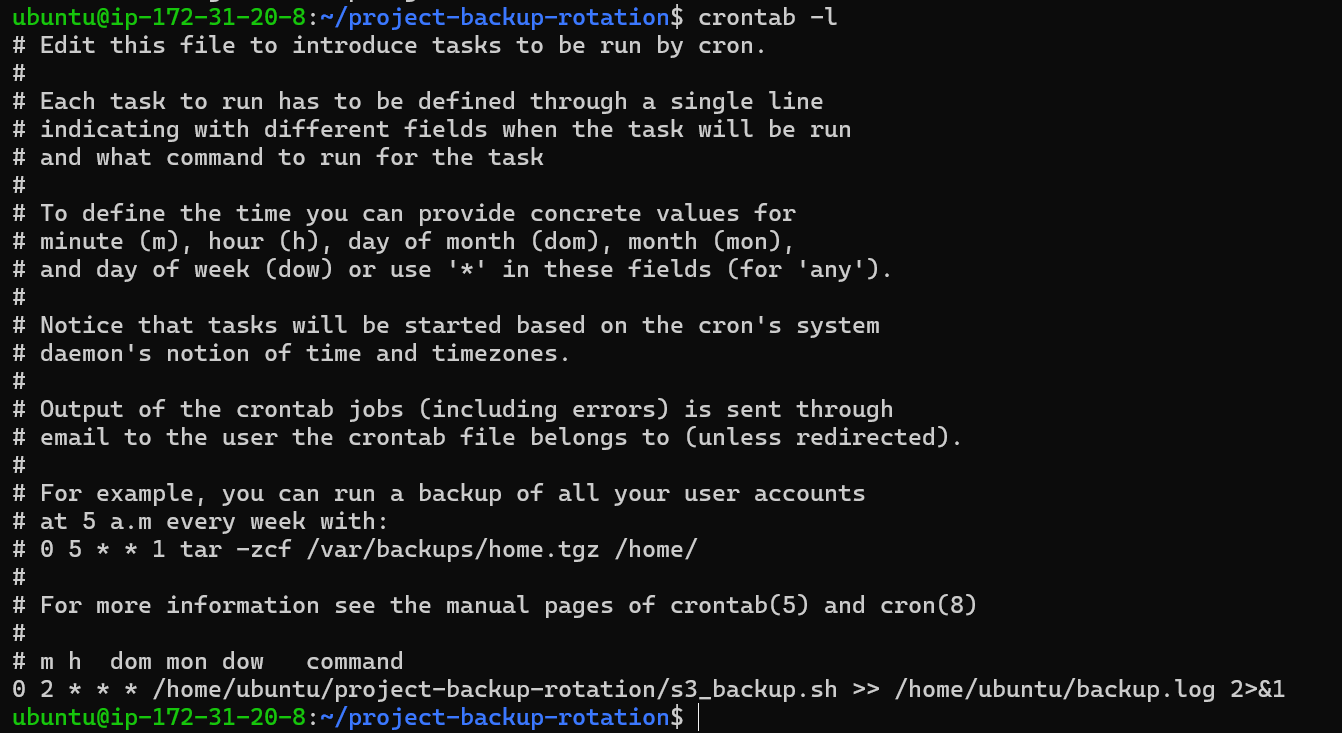 ubuntu@ip-172-31-20-8:~/project-backup-rotation$ crontab -l
# Edit this file to introduce tasks to be run by cron.
#
# Each task to run has to be defined through a single line
# indicating with different fields when the task will be run
# and what command to run for the task
#
# To define the time you can provide concrete values for
# minute (m), hour (h), day of month (dom), month (mon),
# and day of week (dow) or use '*' in these fields (for 'any').
#
# Notice that tasks will be started based on the cron's system
# daemon's notion of time and timezones.
#
# Output of the crontab jobs (including errors) is sent through
# email to the user the crontab file belongs to (unless redirected).
#
# For example, you can run a backup of all your user accounts
# at 5 a.m every week with:
# 0 5 * * 1 tar -zcf /var/backups/home.tgz /home/
#
# For more information see the manual pages of crontab(5) and cron(8)
#
# m h  dom mon dow   command
0 2 * * * /home/ubuntu/project-backup-rotation/s3_backup.sh >> /home/ubuntu/backup.log 2>&1
ubuntu@ip-172-31-20-8:~/project-backup-rotation$